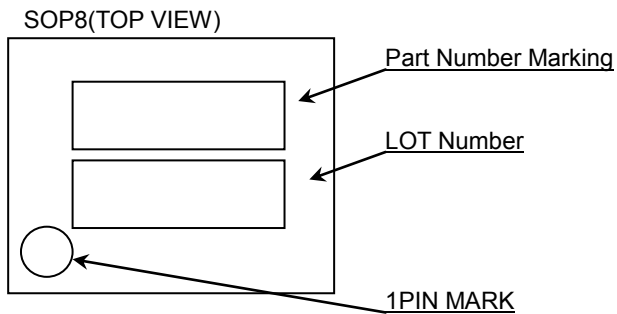 SOP8(TOP VIEW)
Part Number Marking
LOT Number
1PIN MARK